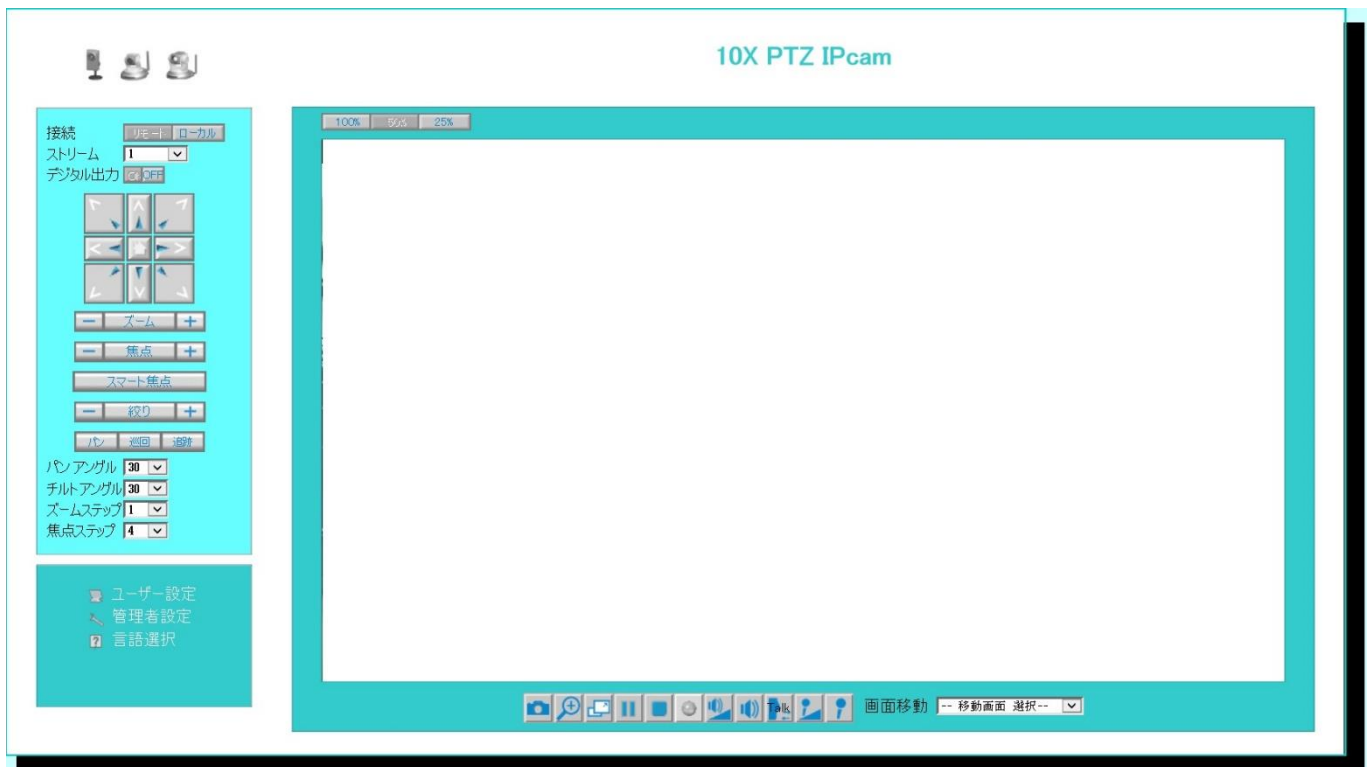 10X PTZ IPcam
接続 リモート ローカル
ストリーム 1
デジタル出力 On OFF
ー ズーム +
ー 焦点 +
スマート焦点
ー 絞り +
パン 巡回 追跡
パン アングル 30
チルトアングル 30
ズームステップ 1
焦点ステップ 4
ユーザー設定
管理者設定
言語選択
100% 50% 25%
Talk 画面移動 -- 移動画面 選択--